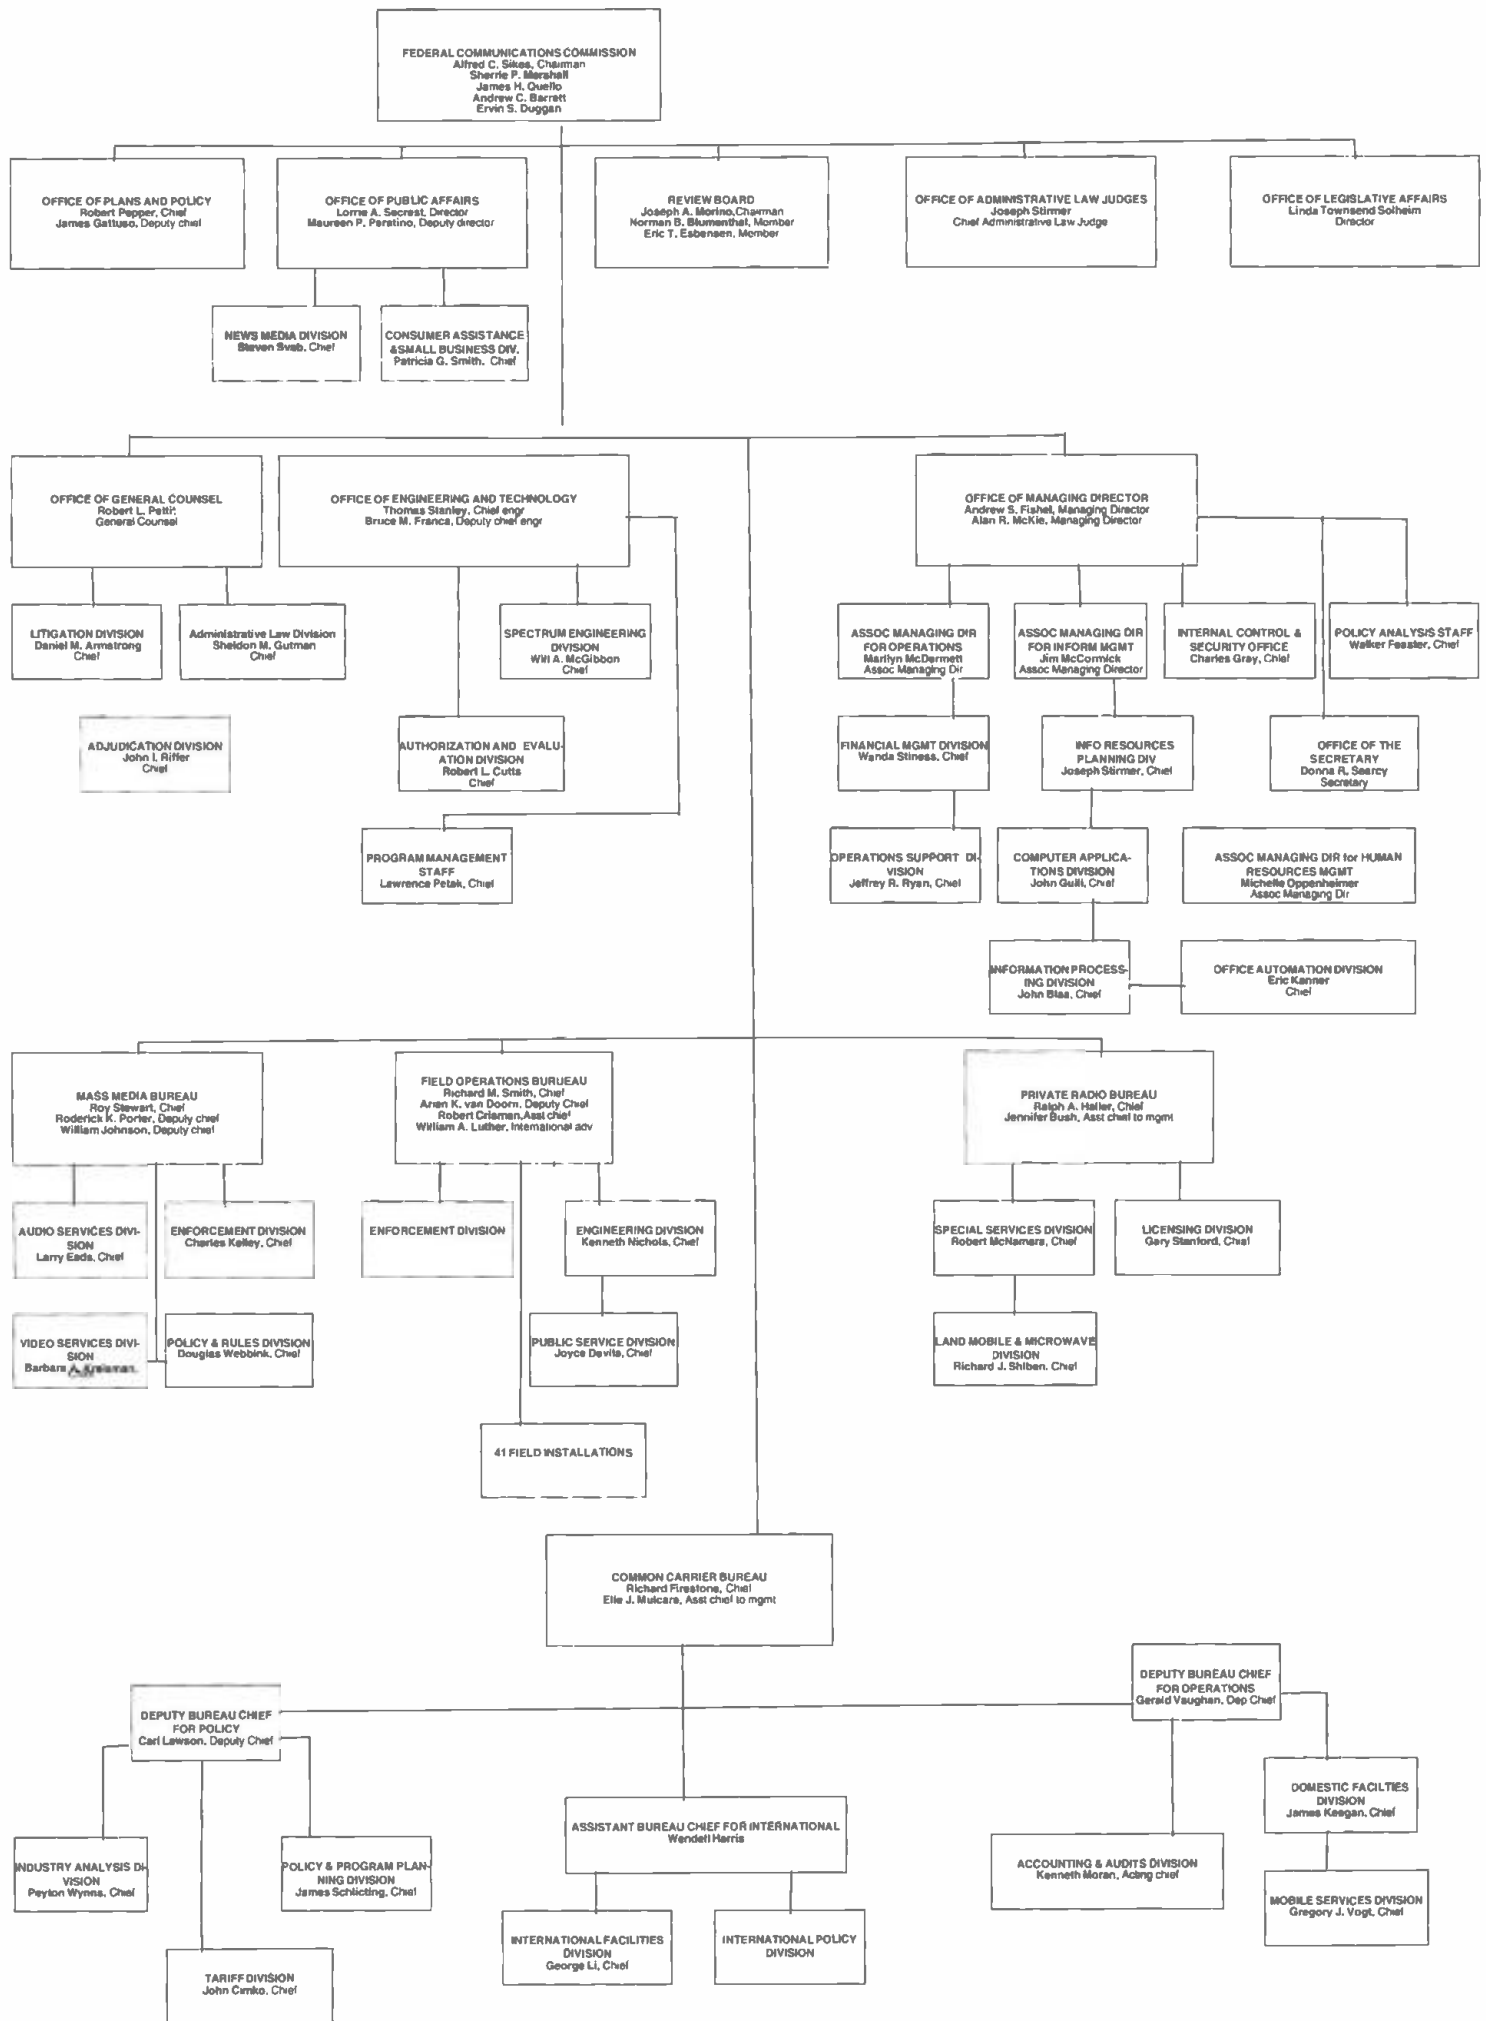 FEDERAL COMMUNICATIONS COMMISSION
Alfred C. Sikes, Chairman
Sherrie P. Marshall
James H. Quello
Andrew C. Barrett
Ervin S. Duggan
OFFICE OF PLANS AND POLICY
Robert Pepper, Chief
James Gattuso, Deputy chief
OFFICE OF PUBLIC AFFAIRS
Lorrie A. Secrest, Director
Maureen P. Peratino, Deputy director
REVIEW BOARD
Joseph A. Morino, Chairman
Norman B. Blumenthal, Member
Eric T. Esbensen, Member
OFFICE OF ADMINISTRATIVE LAW JUDGES
Joseph Stirmer
Chief Administrative Law Judge
OFFICE OF LEGISLATIVE AFFAIRS
Linda Townsend Solheim
Director
NEWS MEDIA DIVISION
Steven Svab, Chief
CONSUMER ASSISTANCE
&SMALL BUSINESS DIV.
Patricia G. Smith, Chief
OFFICE OF GENERAL COUNSEL
Robert L. Pettit
General Counsel
OFFICE OF ENGINEERING AND TECHNOLOGY
Thomas Stanley, Chief engr
Bruce M. Franca, Deputy chief engr
OFFICE OF MANAGING DIRECTOR
Andrew S. Fishel, Managing Director
Alan R. McKie, Managing Director
LITIGATION DIVISION
Daniel M. Armstrong
Chief
Administrative Law Division
Sheldon M. Gutman
Chief
SPECTRUM ENGINEERING
DIVISION
Will A. McGibbon
Chief
ASSOC MANAGING DIR
FOR OPERATIONS
Marilyn McDermett
Assoc Managing Dir
ASSOC MANAGING DIR
FOR INFORM MGMT
Jim McCormick
Assoc Managing Director
INTERNAL CONTROL &
SECURITY OFFICE
Charles Gray, Chief
POLICY ANALYSIS STAFF
Walker Feaster, Chief
ADJUDICATION DIVISION
John I. Riffer
Chief
AUTHORIZATION AND EVALU-
ATION DIVISION
Robert L. Cutts
Chief
FINANCIAL MGMT DIVISION
Wanda Stiness, Chief
INFO RESOURCES
PLANNING DIV
Joseph Stirmer, Chief
OFFICE OF THE
SECRETARY
Donna R. Searcy
Secretary
PROGRAM MANAGEMENT
STAFF
Lawrence Petak, Chief
OPERATIONS SUPPORT DI-
VISION
Jeffrey R. Ryan, Chief
COMPUTER APPLICA-
TIONS DIVISION
John Gulli, Chief
ASSOC MANAGING DIR for HUMAN
RESOURCES MGMT
Michelle Oppenheimer
Assoc Managing Dir
INFORMATION PROCESS-
ING DIVISION
John Blaa, Chief
OFFICE AUTOMATION DIVISION
Eric Kanner
Chief
MASS MEDIA BUREAU
Roy Stewart, Chief
Roderick K. Porter, Deputy chief
William Johnson, Deputy chief
FIELD OPERATIONS BURUEAU
Richard M. Smith, Chief
Arlen K. van Doorn, Deputy Chief
Robert Crisman, Asst chief
William A. Luther, International adv
PRIVATE RADIO BUREAU
Ralph A. Haller, Chief
Jennifer Bush, Asst chief to mgmt
AUDIO SERVICES DIVI-
SION
Larry Eads, Chief
ENFORCEMENT DIVISION
Charles Kelley, Chief
ENFORCEMENT DIVISION
ENGINEERING DIVISION
Kenneth Nichols, Chief
SPECIAL SERVICES DIVISION
Robert McNamara, Chief
LICENSING DIVISION
Gary Stanford, Chief
VIDEO SERVICES DIVI-
SION
Barbara A. Kreisman,
POLICY & RULES DIVISION
Douglas Webbink, Chief
PUBLIC SERVICE DIVISION
Joyce Devita, Chief
LAND MOBILE & MICROWAVE
DIVISION
Richard J. Shiben, Chief
41 FIELD INSTALLATIONS
COMMON CARRIER BUREAU
Richard Firestone, Chief
Elie J. Mulcare, Asst chief to mgmt
DEPUTY BUREAU CHIEF
FOR POLICY
Carl Lawson, Deputy Chief
DEPUTY BUREAU CHIEF
FOR OPERATIONS
Gerald Vaughan, Dep Chief
DOMESTIC FACILTIES
DIVISION
James Keegan, Chief
ASSISTANT BUREAU CHIEF FOR INTERNATIONAL
Wendell Harris
INDUSTRY ANALYSIS DI-
VISION
Peyton Wynns, Chief
POLICY & PROGRAM PLAN-
NING DIVISION
James Schlicting, Chief
ACCOUNTING & AUDITS DIVISION
Kenneth Moran, Acting chief
MOBILE SERVICES DIVISION
Gregory J. Vogt, Chief
INTERNATIONAL FACILITIES
DIVISION
George Li, Chief
INTERNATIONAL POLICY
DIVISION
TARIFF DIVISION
John Cimko, Chief